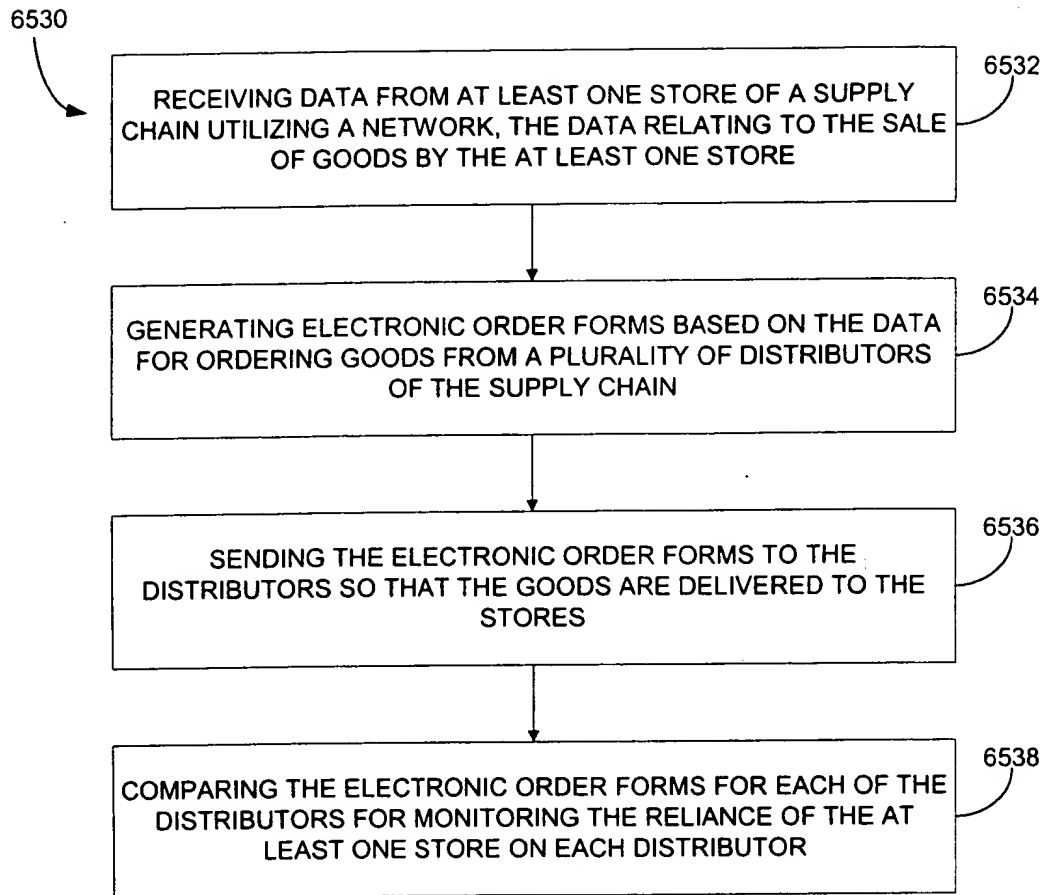 6530
6532
RECEIVING DATA FROM AT LEAST ONE STORE OF A SUPPLY
CHAIN UTILIZING A NETWORK, THE DATA RELATING TO THE SALE
OF GOODS BY THE AT LEAST ONE STORE
6534
GENERATING ELECTRONIC ORDER FORMS BASED ON THE DATA
FOR ORDERING GOODS FROM A PLURALITY OF DISTRIBUTORS
OF THE SUPPLY CHAIN
6536
SENDING THE ELECTRONIC ORDER FORMS TO THE
DISTRIBUTORS SO THAT THE GOODS ARE DELIVERED TO THE
STORES
6538
COMPARING THE ELECTRONIC ORDER FORMS FOR EACH OF THE
DISTRIBUTORS FOR MONITORING THE RELIANCE OF THE AT
LEAST ONE STORE ON EACH DISTRIBUTOR